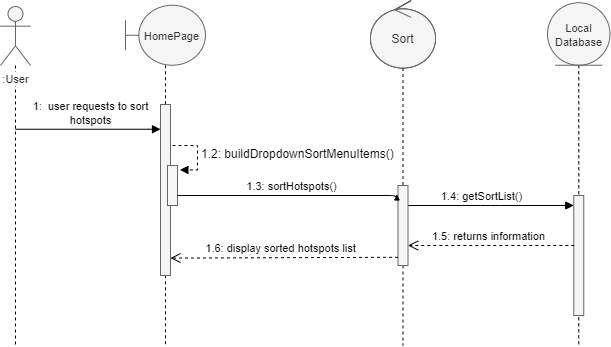 HomePage
Sort
Local
Database
:User
1: user requests to sort
hotspots
1.2: buildDropdownSortMenuItems()
1.3: sortHotspots()
1.4: getSortList()
1.5: returns information
1.6: display sorted hotspots list